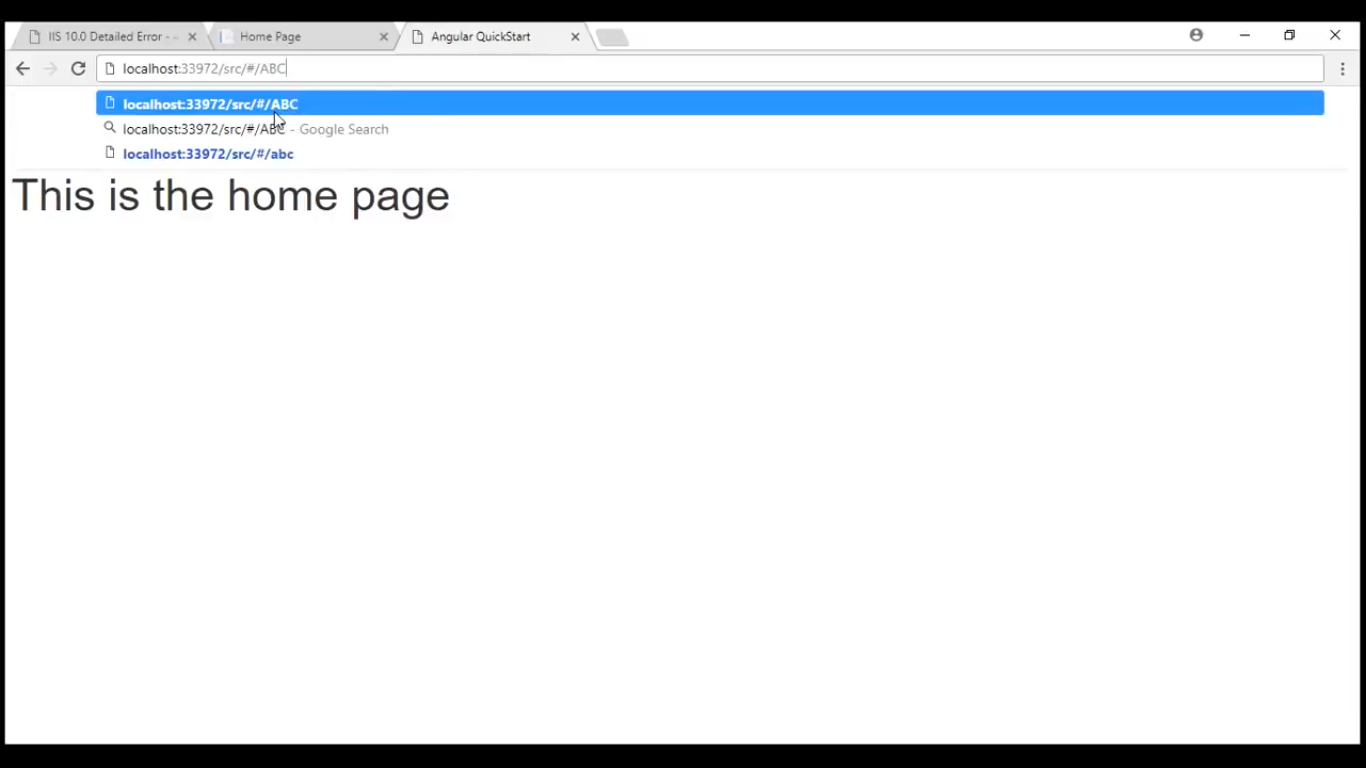 IIS 10.0 Detailed Error - 
Home Page
Angular QuickStart
localhost:33972/src/#/ABC
localhost:33972/src/#/ABC
localhost:33972/src/#/ABC - Google Search
localhost:33972/src/#/abc
This is the home page